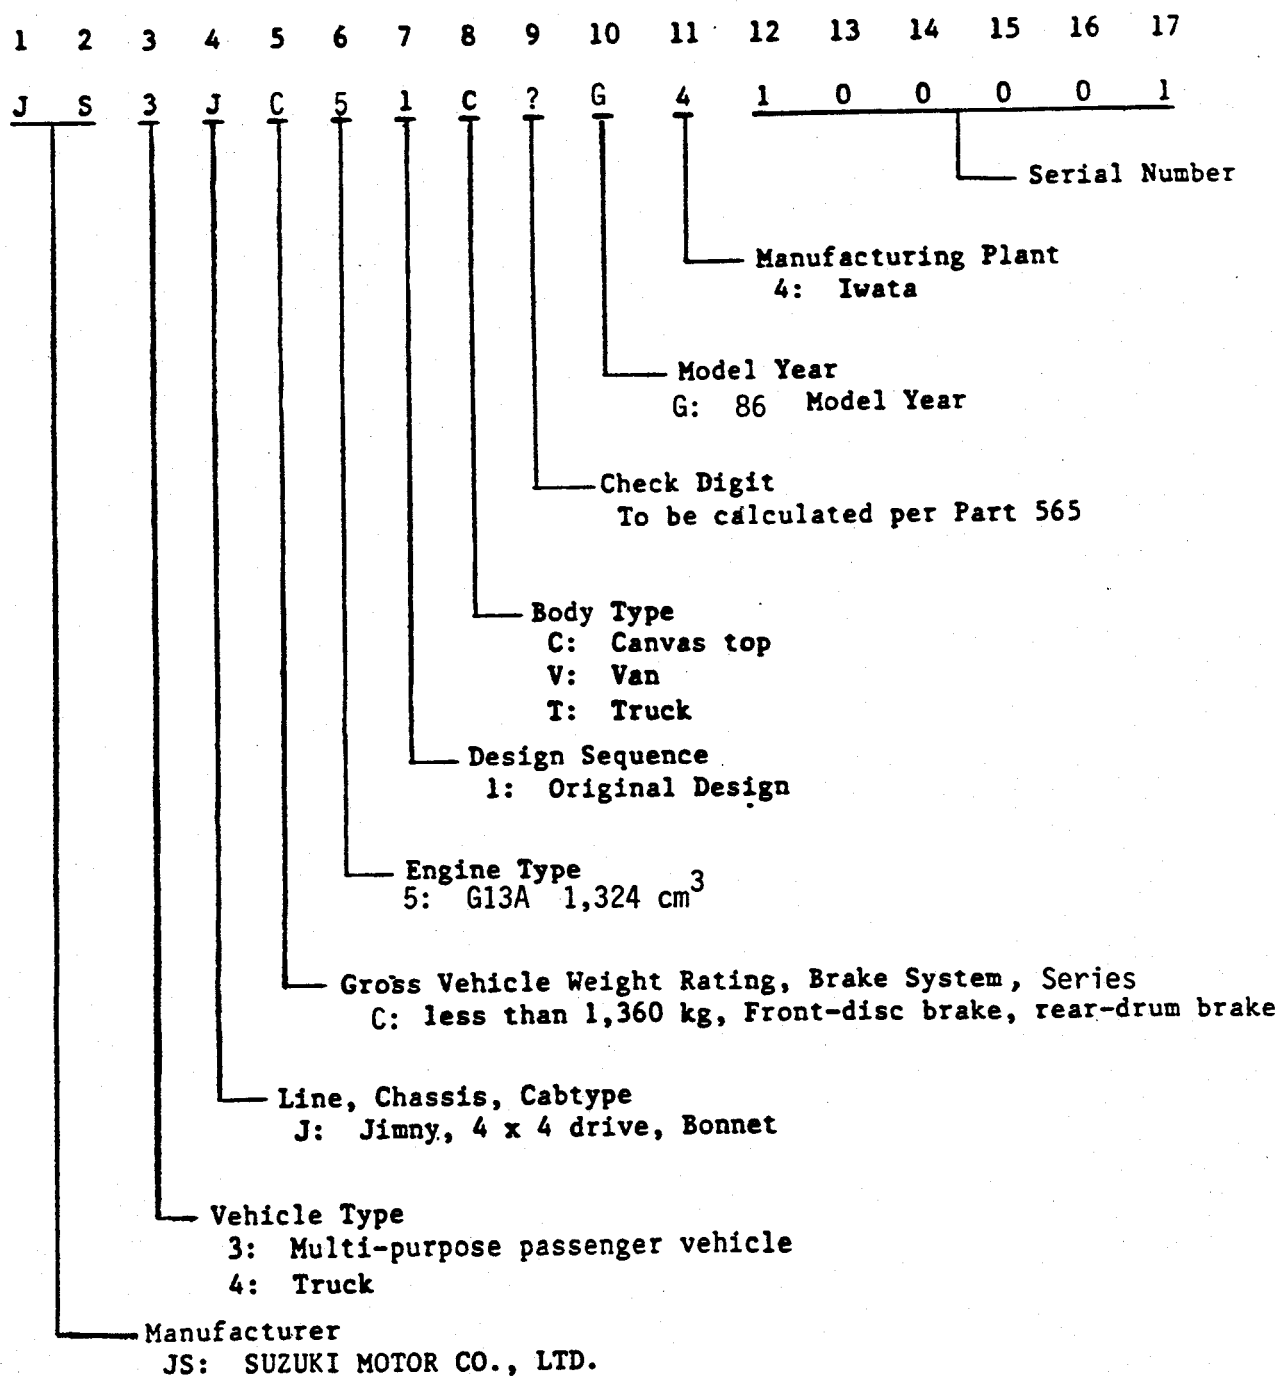 1 2 3 4 5 6 7 8 9 10 11 12 13 14 15 16 17
J S 3 J C 5 1 C ? G 4 1 0 0 0 0 1
Serial Number
Manufacturing Plant
4: Iwata
Model Year
G: 86 Model Year
Check Digit
To be calculated per Part 565
Body Type
C: Canvas top
V: Van
T: Truck
Design Sequence
1: Original Design
Engine Type
5: G13A 1,324 cm³
Gross Vehicle Weight Rating, Brake System, Series
C: less than 1,360 kg, Front-disc brake, rear-drum brake
Line, Chassis, Cabtype
J: Jimny, 4 x 4 drive, Bonnet
Vehicle Type
3: Multi-purpose passenger vehicle
4: Truck
Manufacturer
JS: SUZUKI MOTOR CO., LTD.